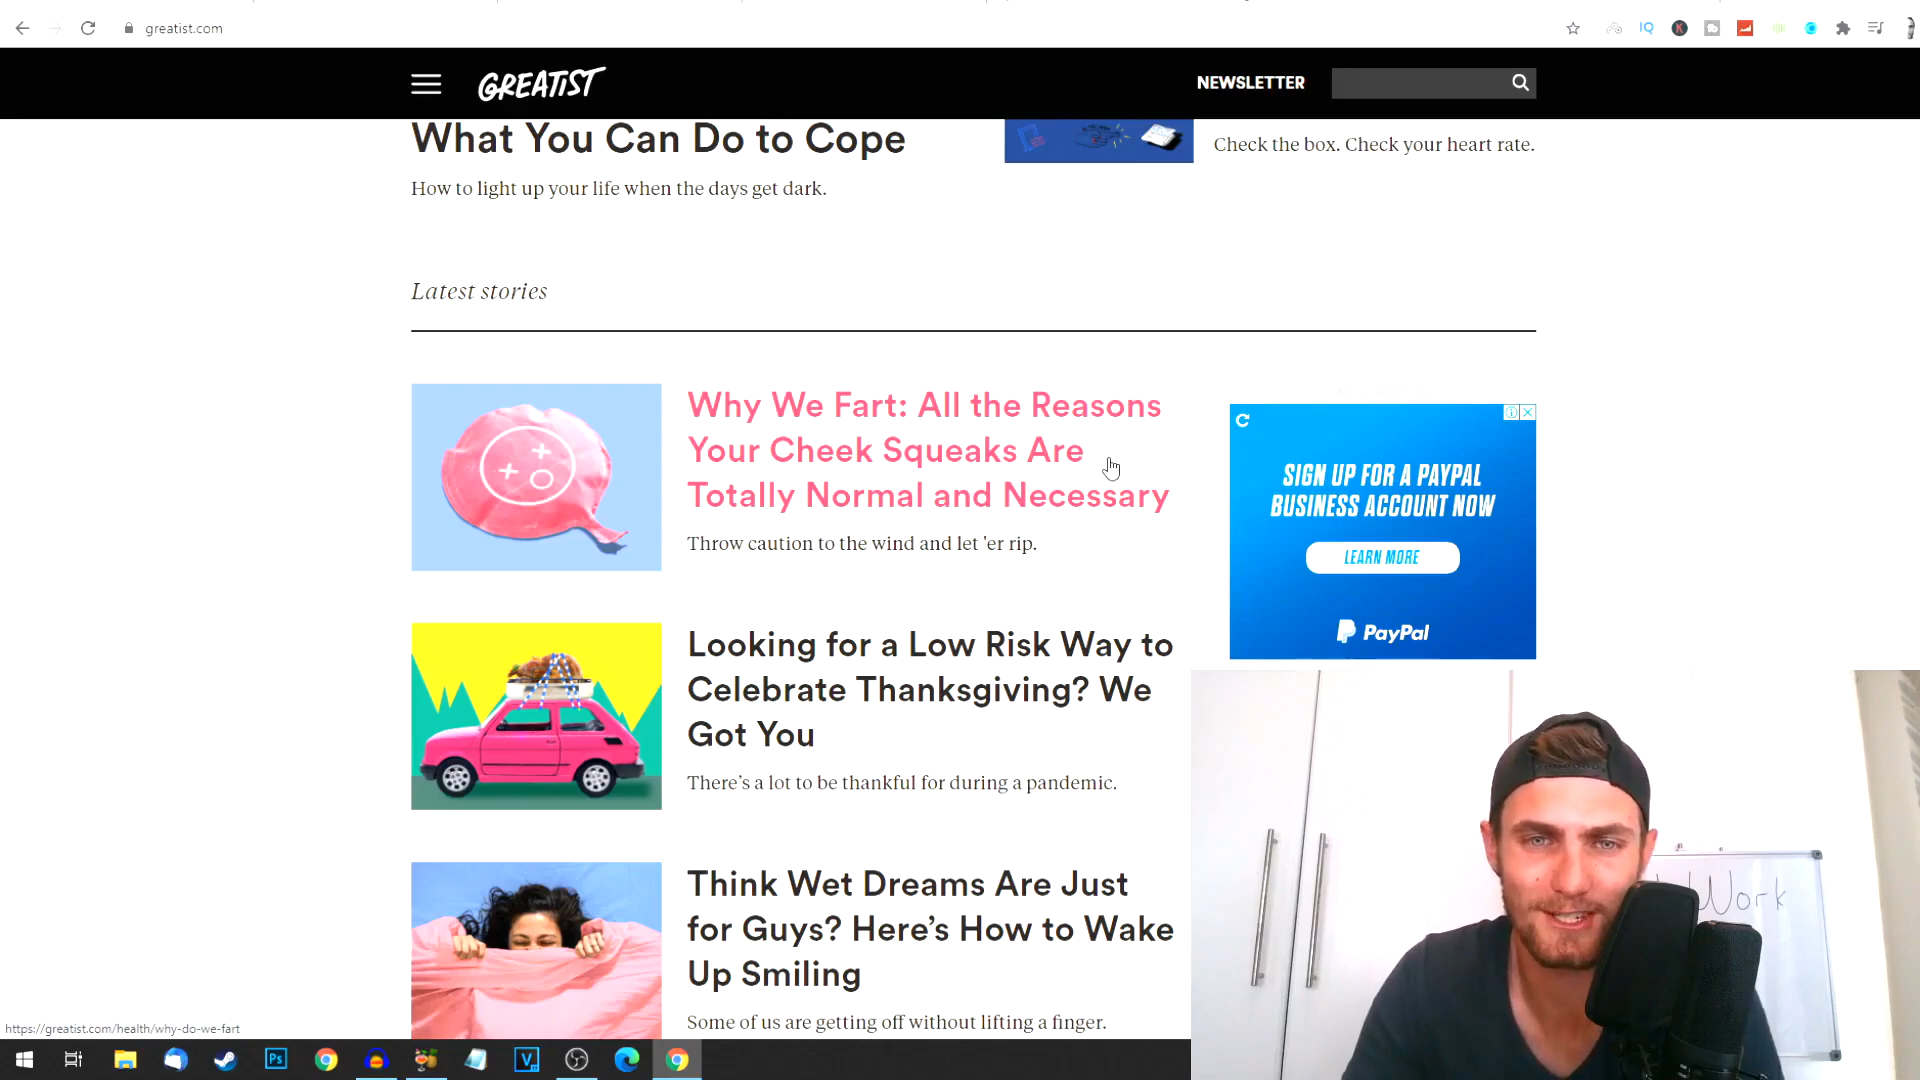 greatist.com
IQ
K
GREATIST
NEWSLETTER
What You Can Do to Cope
How to light up your life when the days get dark.
Check the box. Check your heart rate.
Latest stories
Why We Fart: All the Reasons
Your Cheek Squeaks Are
Totally Normal and Necessary
Throw caution to the wind and let 'er rip.
SIGN UP FOR A PAYPAL
BUSINESS ACCOUNT NOW
LEARN MORE
PayPal
Looking for a Low Risk Way to
Celebrate Thanksgiving? We
Got You
There’s a lot to be thankful for during a pandemic.
Think Wet Dreams Are Just
for Guys? Here’s How to Wake
Up Smiling
Some of us are getting off without lifting a finger.
Work
https://greatist.com/health/why-do-we-fart
Ps
V